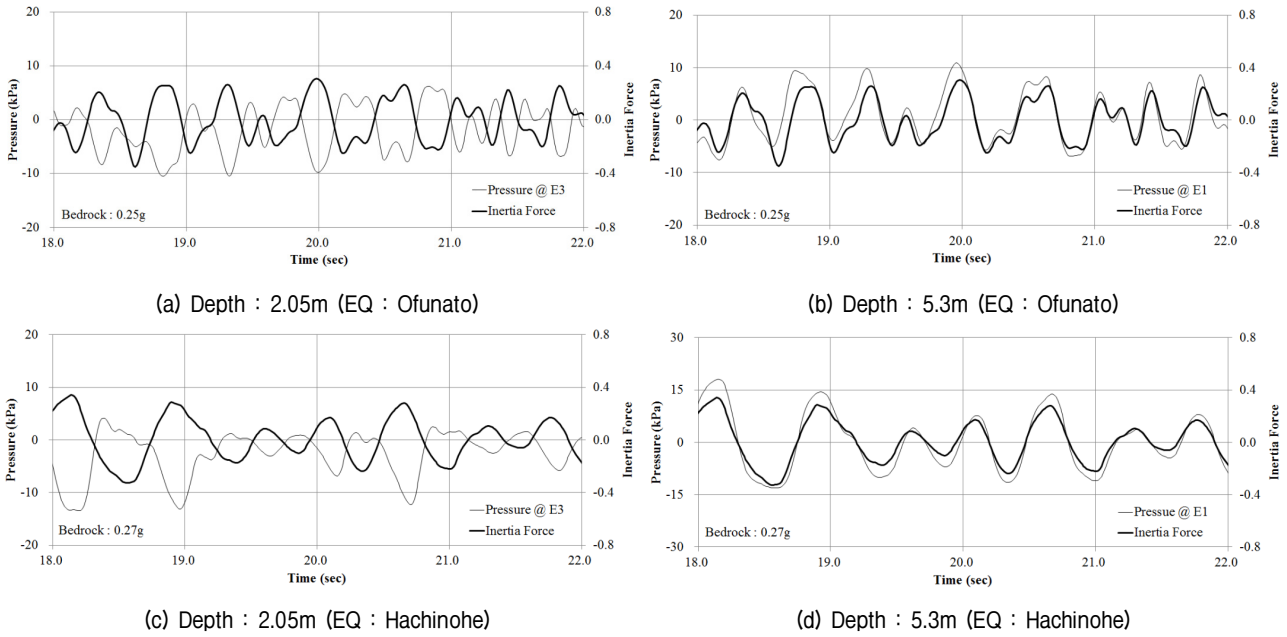 20
10
0
-10
-20
Pressure (kPa)
0.8
0.4
0.0
-0.4
-0.8
Inertia Force
Pressure @ E3
Inertia Force
Bedrock : 0.25g
18.0 19.0 20.0 21.0 22.0
Time (sec)
(a) Depth : 2.05m (EQ : Ofunato)
20
10
0
-10
-20
Pressure (kPa)
0.8
0.4
0.0
-0.4
-0.8
Inertia Force
Pressue @ E1
Inertia Force
Bedrock : 0.25g
18.0 19.0 20.0 21.0 22.0
Time (sec)
(b) Depth : 5.3m (EQ : Ofunato)
20
10
0
-10
-20
Pressure (kPa)
0.8
0.4
0.0
-0.4
-0.8
Inertia Force
Pressure @ E3
Inertia Force
Bedrock : 0.27g
18.0 19.0 20.0 21.0 22.0
Time (sec)
(c) Depth : 2.05m (EQ : Hachinohe)
30
15
0
-15
-30
Pressure (kPa)
0.8
0.4
0.0
-0.4
-0.8
Inertia Force
Pressue @ E1
Inertia Force
Bedrock : 0.27g
18.0 19.0 20.0 21.0 22.0
Time (sec)
(d) Depth : 5.3m (EQ : Hachinohe)